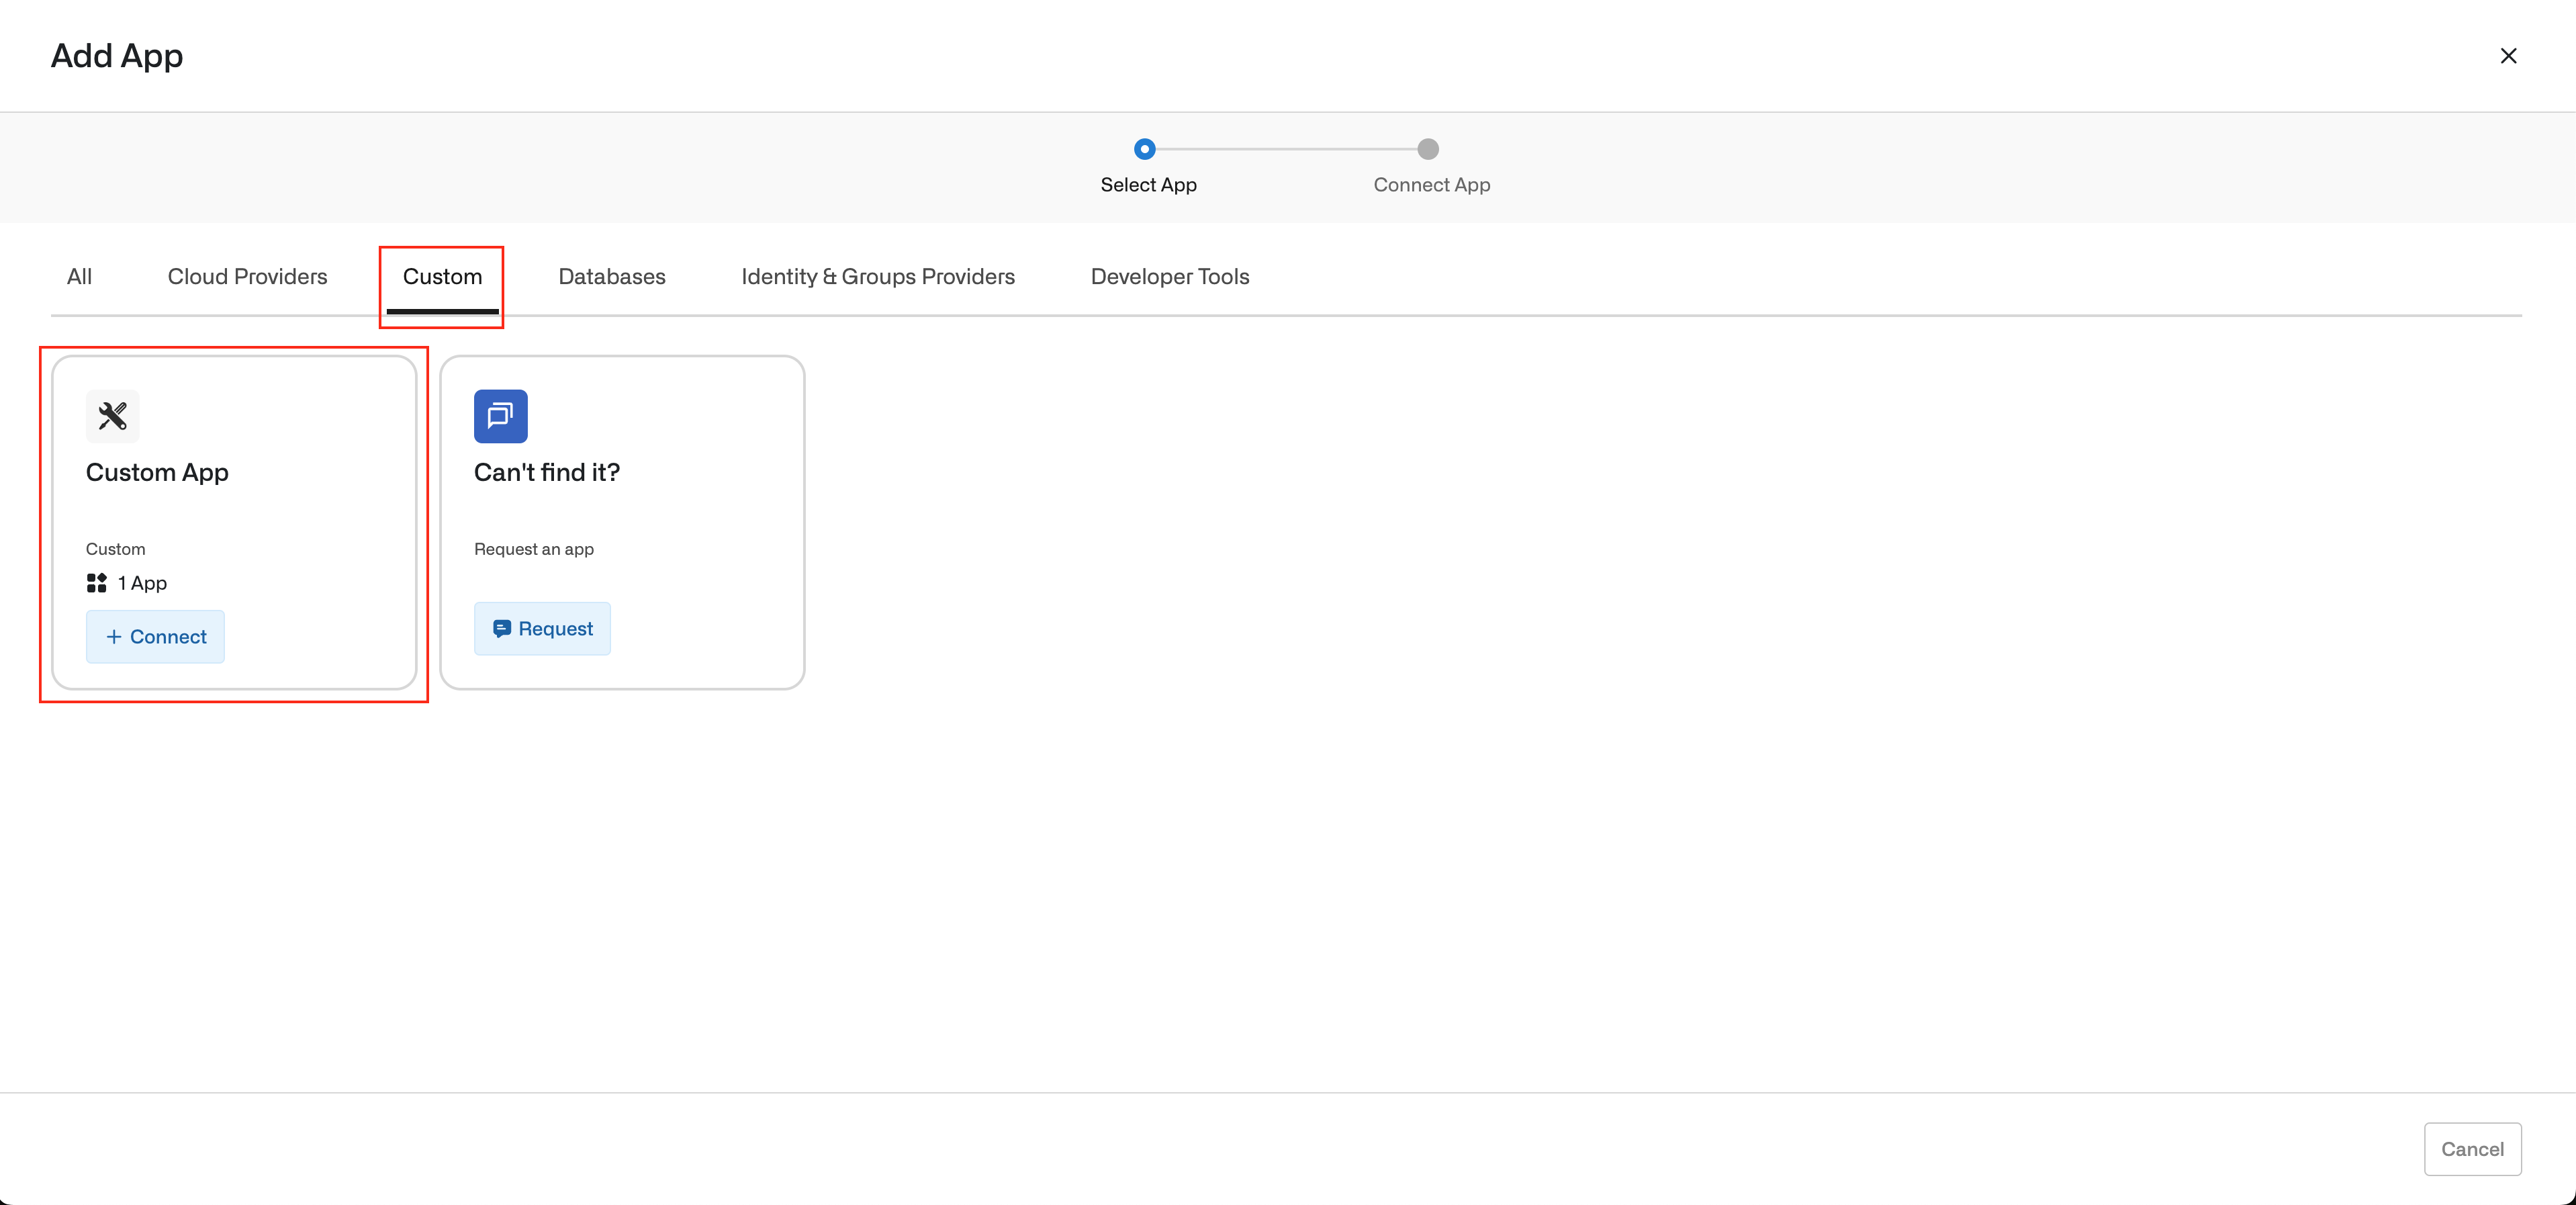 Add App
Select App
Connect App
All
Cloud Providers
Custom
Databases
Identity & Groups Providers
Developer Tools
Custom App
Custom
1 App
+ Connect
Can't find it?
Request an app
Request
Cancel